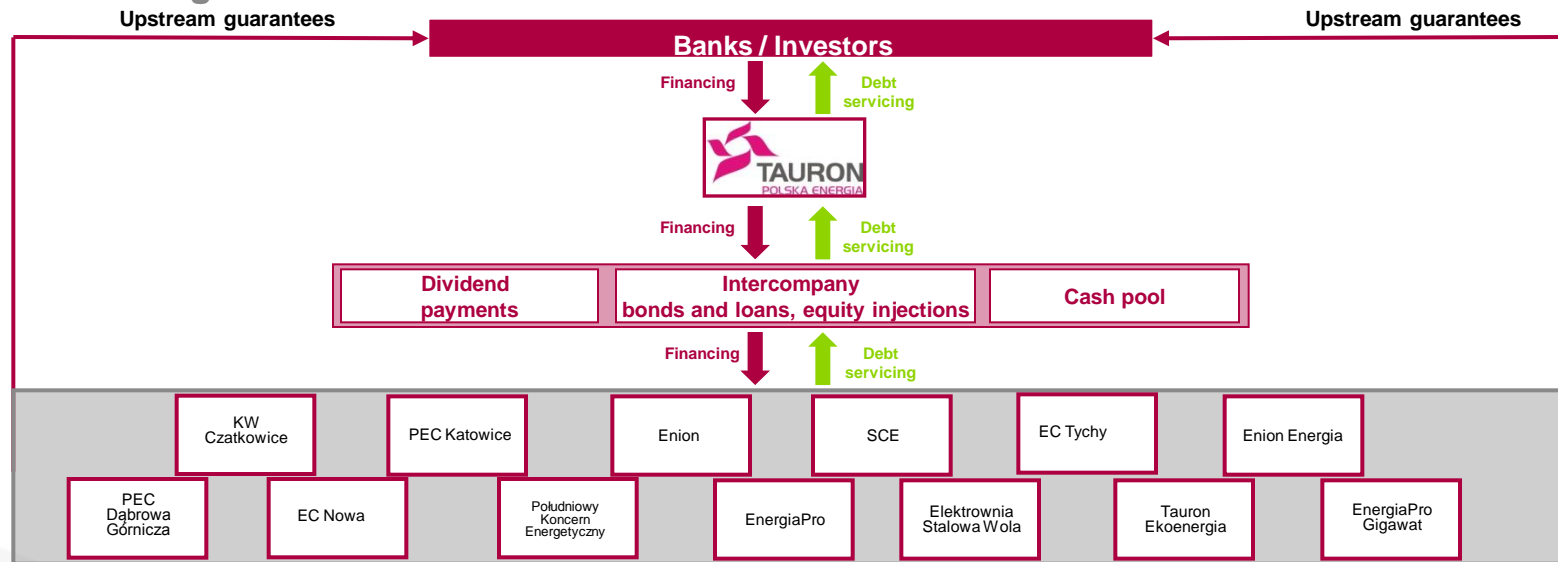 Upstream guarantees
Upstream guarantees
Banks / Investors
Financing
Debt
servicing
TAURON
POLSKA ENERGIA
Financing
Debt
servicing
Dividend
payments
Intercompany
bonds and loans, equity injections
Cash pool
Financing
Debt
servicing
KW
Czatkowice
PEC Katowice
Enion
SCE
EC Tychy
Enion Energia
PEC
Dąbrowa
Górnicza
EC Nowa
Południowy
Koncern
Energetyczny
EnergiaPro
Elektrownia
Stalowa Wola
Tauron
Ekoenergia
EnergiaPro
Gigawat